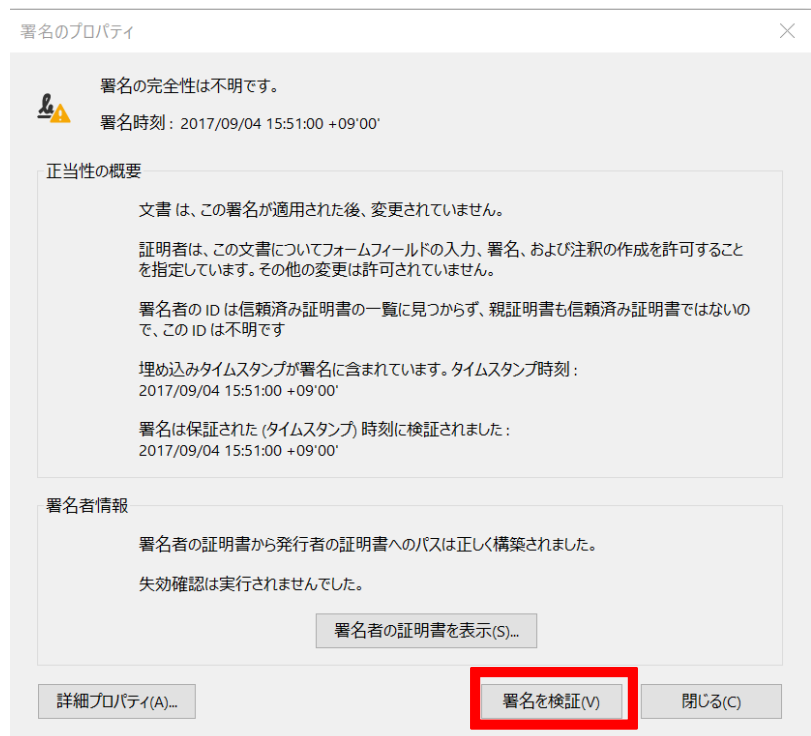 署名のプロパティ
署名の完全性は不明です。
署名時刻 : 2017/09/04 15:51:00 +09'00'
正当性の概要
文書 は、この署名が適用された後、変更されていません。
証明者は、この文書についてフォームフィールドの入力、署名、および注釈の作成を許可すること
を指定しています。その他の変更は許可されていません。
署名者の ID は信頼済み証明書の一覧に見つからず、親証明書も信頼済み証明書ではないの
で、この ID は不明です
埋め込みタイムスタンプが署名に含まれています。タイムスタンプ時刻 :
2017/09/04 15:51:00 +09'00'
署名は保証された (タイムスタンプ) 時刻に検証されました :
2017/09/04 15:51:00 +09'00'
署名者情報
署名者の証明書から発行者の証明書へのパスは正しく構築されました。
失効確認は実行されませんでした。
署名者の証明書を表示(S)...
詳細プロパティ(A)...
署名を検証(V)
閉じる(C)